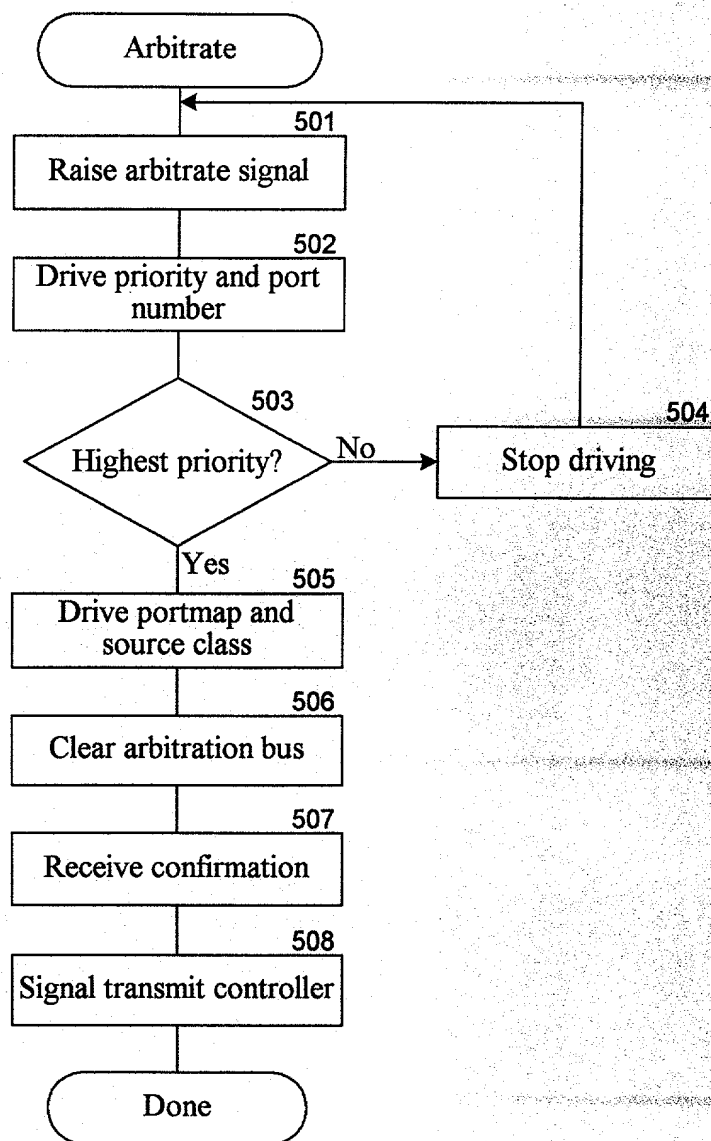 Arbitrate
501
Raise arbitrate signal
502
Drive priority and port
number
503
Highest priority?
No
504
Stop driving
Yes
505
Drive portmap and
source class
506
Clear arbitration bus
507
Receive confirmation
508
Signal transmit controller
Done